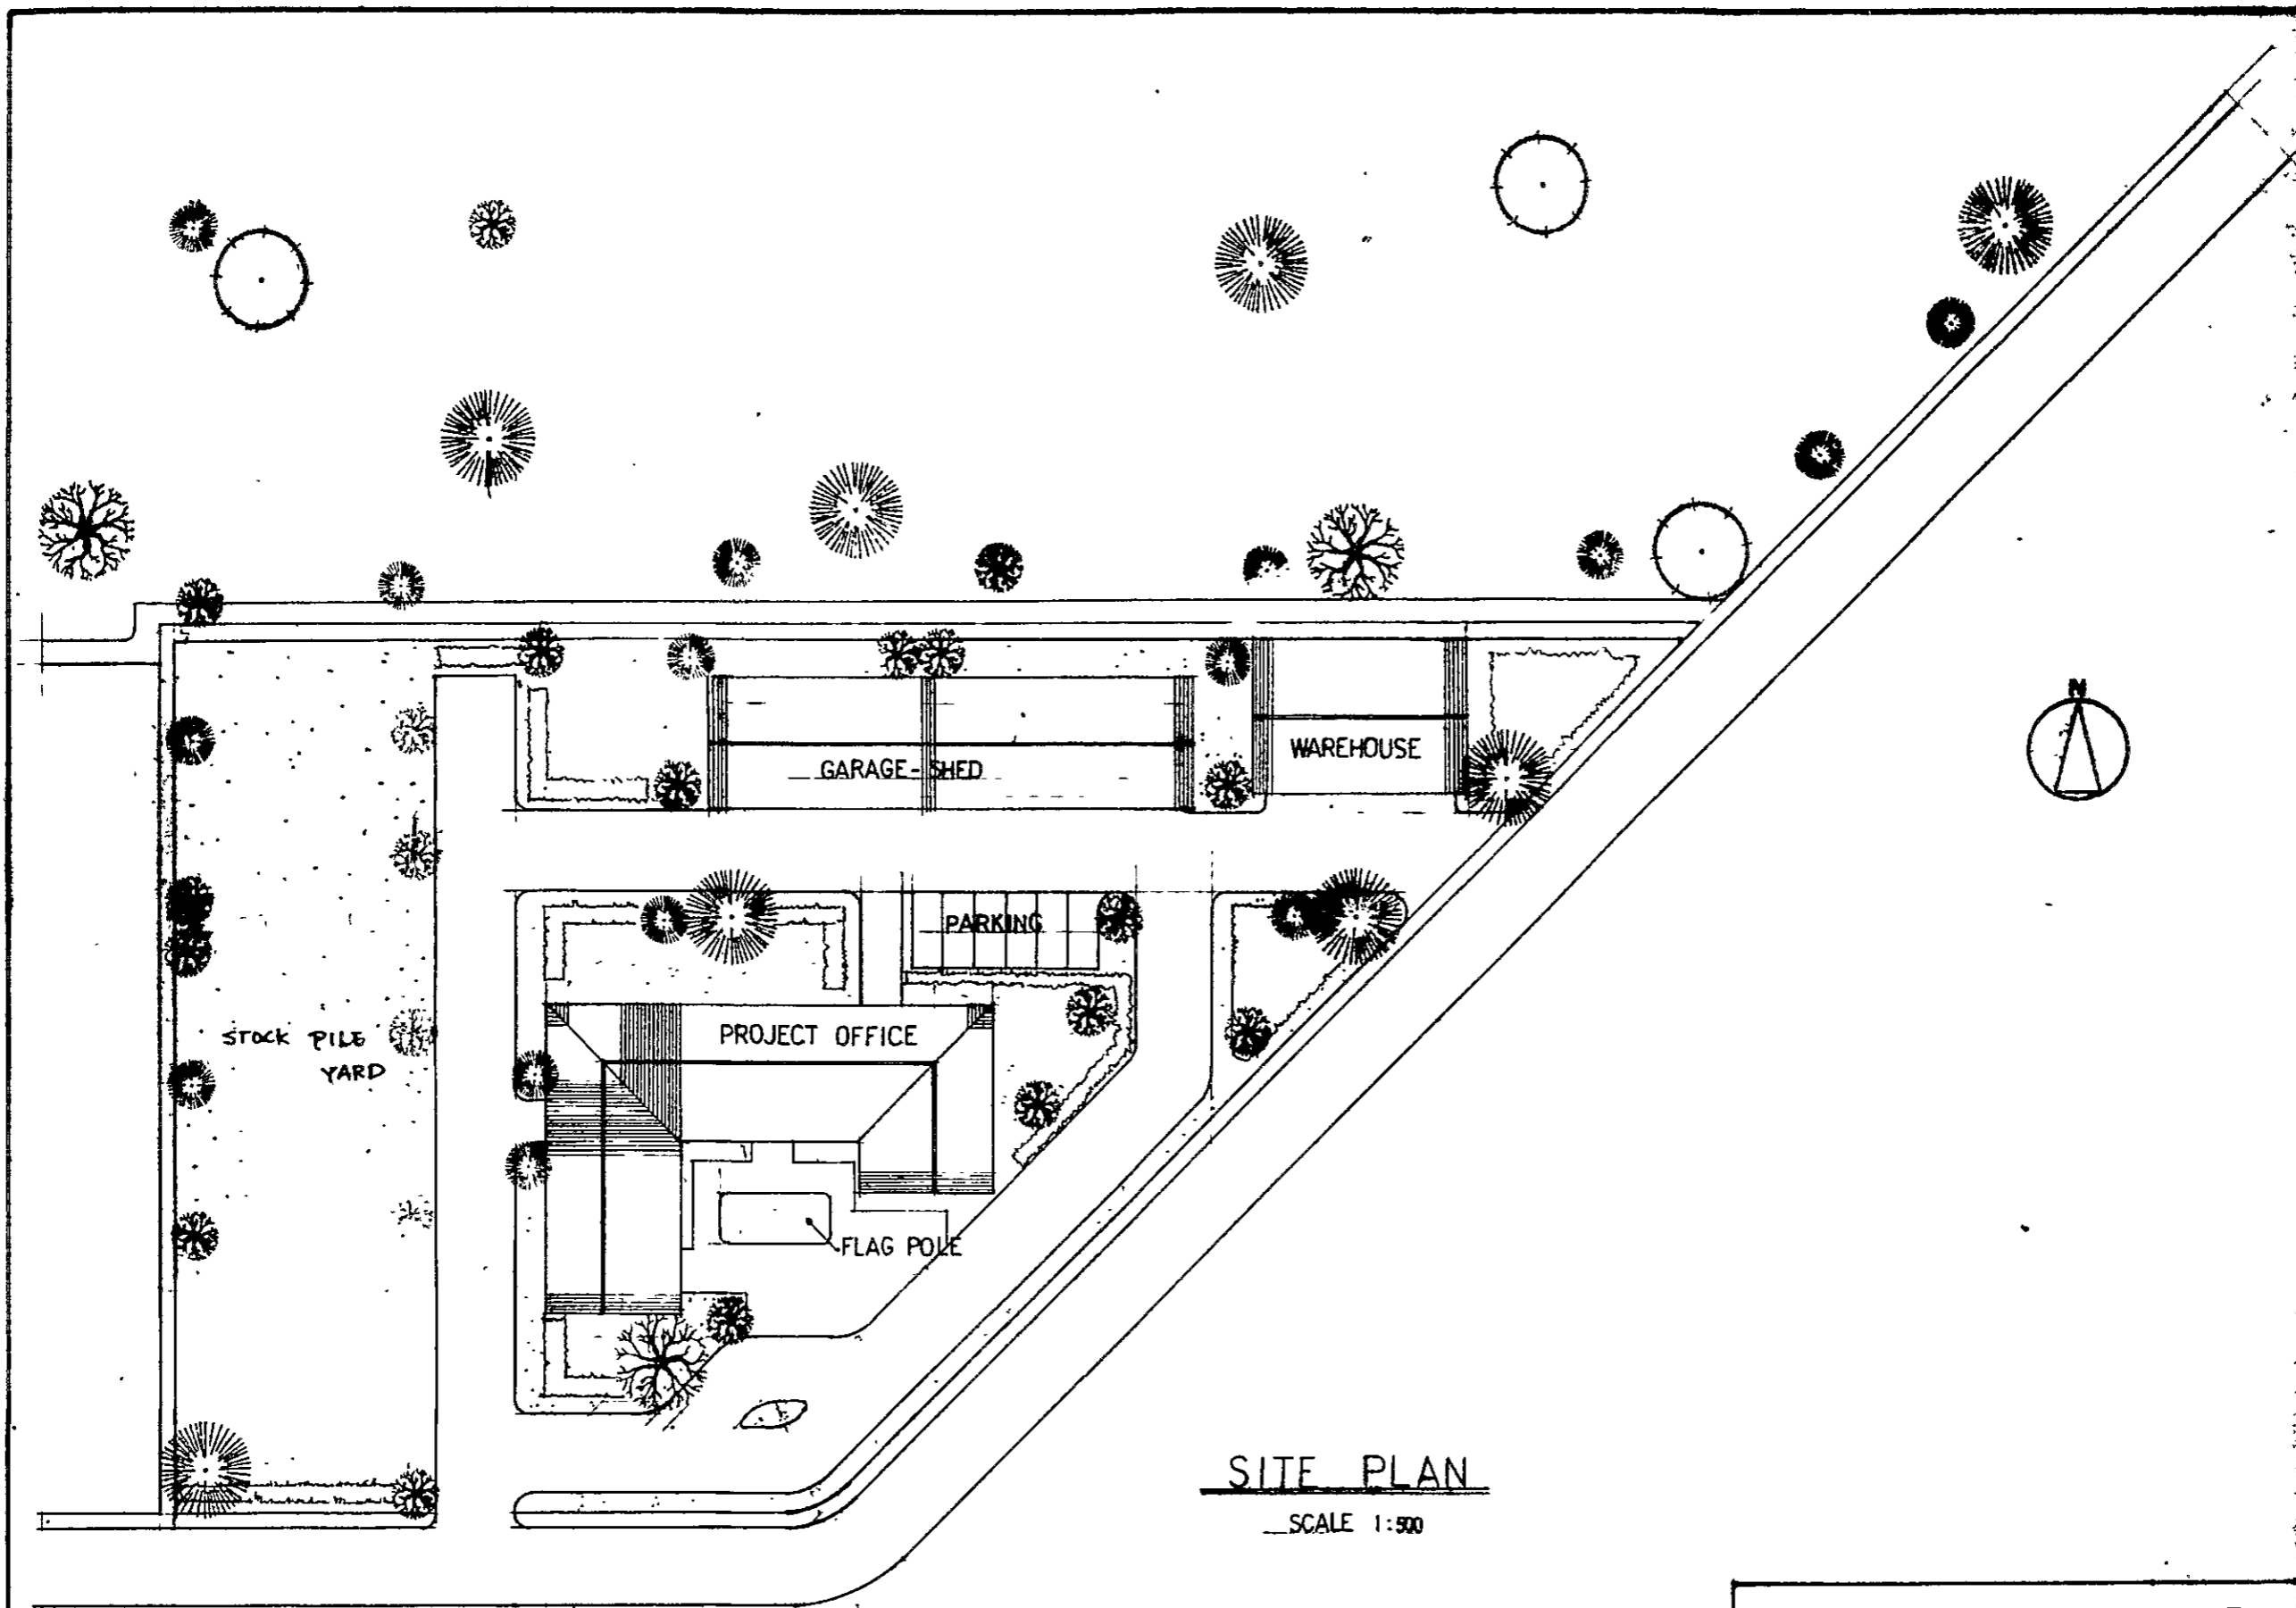 N
WAREHOUSE
GARAGE-SHED
PARKING
PROJECT OFFICE
STOCK PILE
YARD
FLAG POLE
SITE PLAN
SCALE 1:500